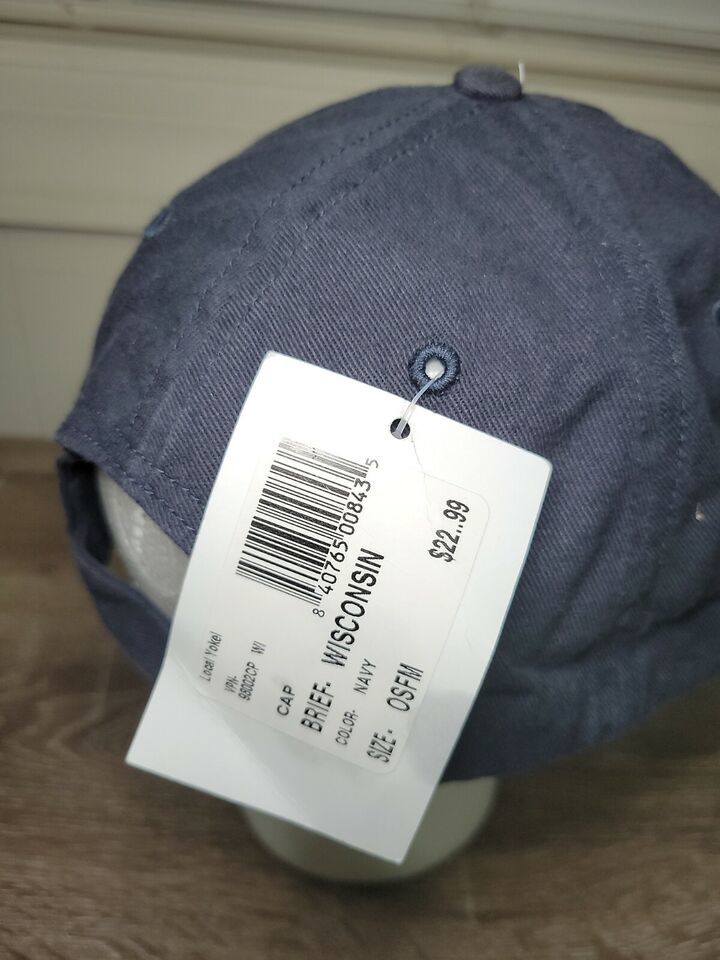 8 40765 00843 5
$22.99
Local Yokel
VPN-
98002CP WI
CAP
BRIEF- WISCONSIN
COLOR- NAVY
SIZE- OSFM